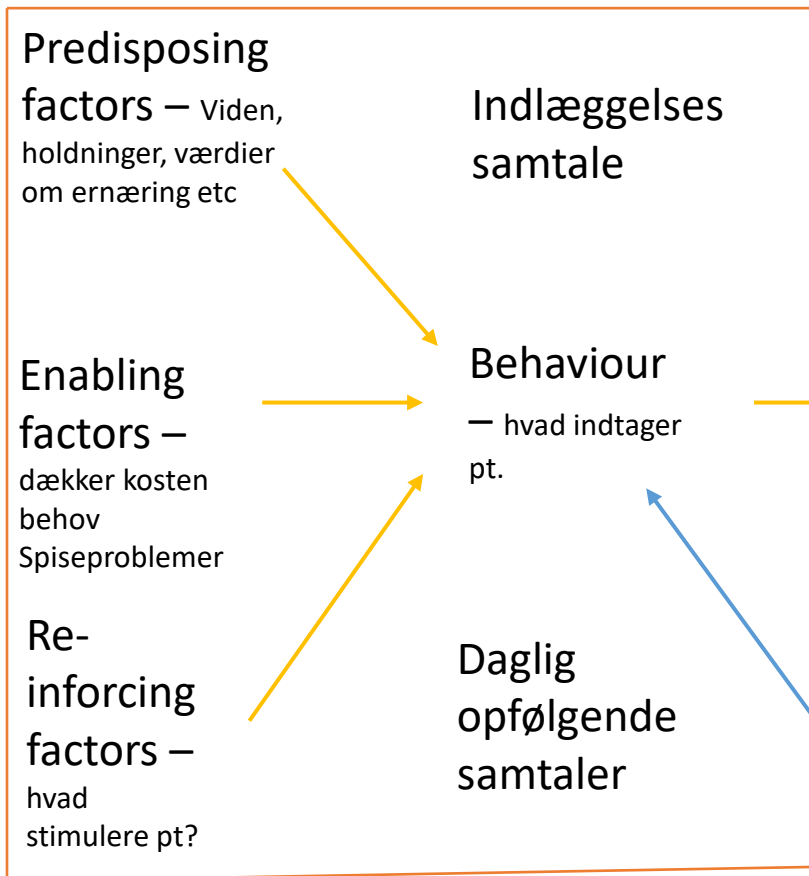 Predisposing
factors – Viden,
holdninger, værdier
om ernæring etc
Indlæggelses
samtale
Enabling
factors –
dækker kosten
behov
Spiseproblemer
Behaviour
– hvad indtager
pt.
Re-
inforcing
factors –
hvad
stimulere pt?
Daglig
opfølgende
samtaler